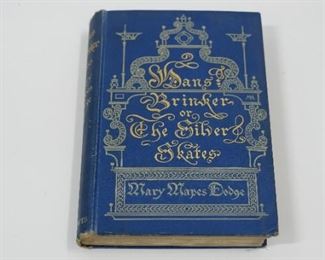 Hans
Brinker
or
The Silver
Skates
Mary Mapes Dodge